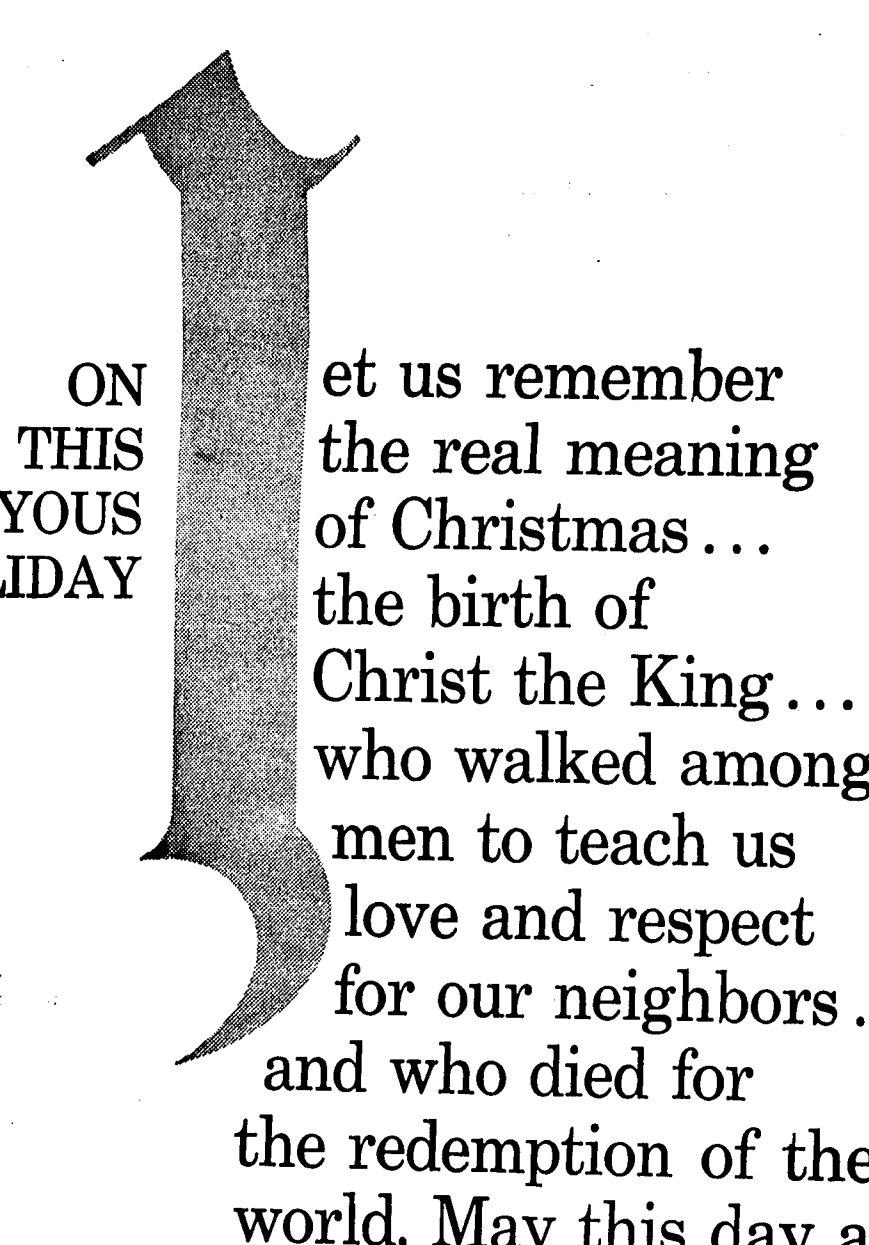 ON
THIS
YOUS
LIDAY
Let us remember
the real meaning
of Christmas...
the birth of
Christ the King...
who walked among
men to teach us
love and respect
for our neighbors.
and who died for
the redemption of the
world. May this day a